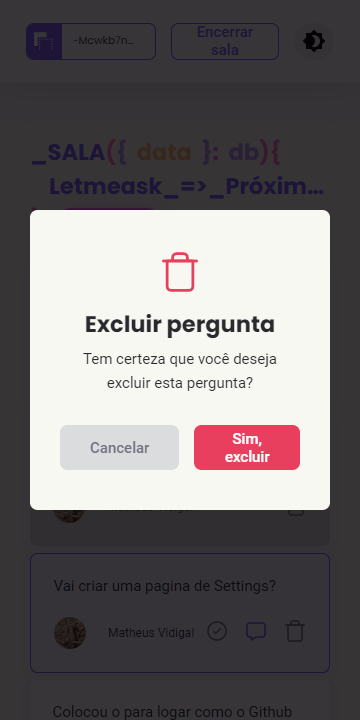 -Mcwkb7n...
Encerrar
sala
_SALA({ data }: db){
Letmeask_=>_Próxim...
Excluir pergunta
Tem certeza que você deseja
excluir esta pergunta?
Cancelar
Sim,
excluir
Vai criar uma pagina de Settings?
Matheus Vidigal
Colocou o para logar como o Github